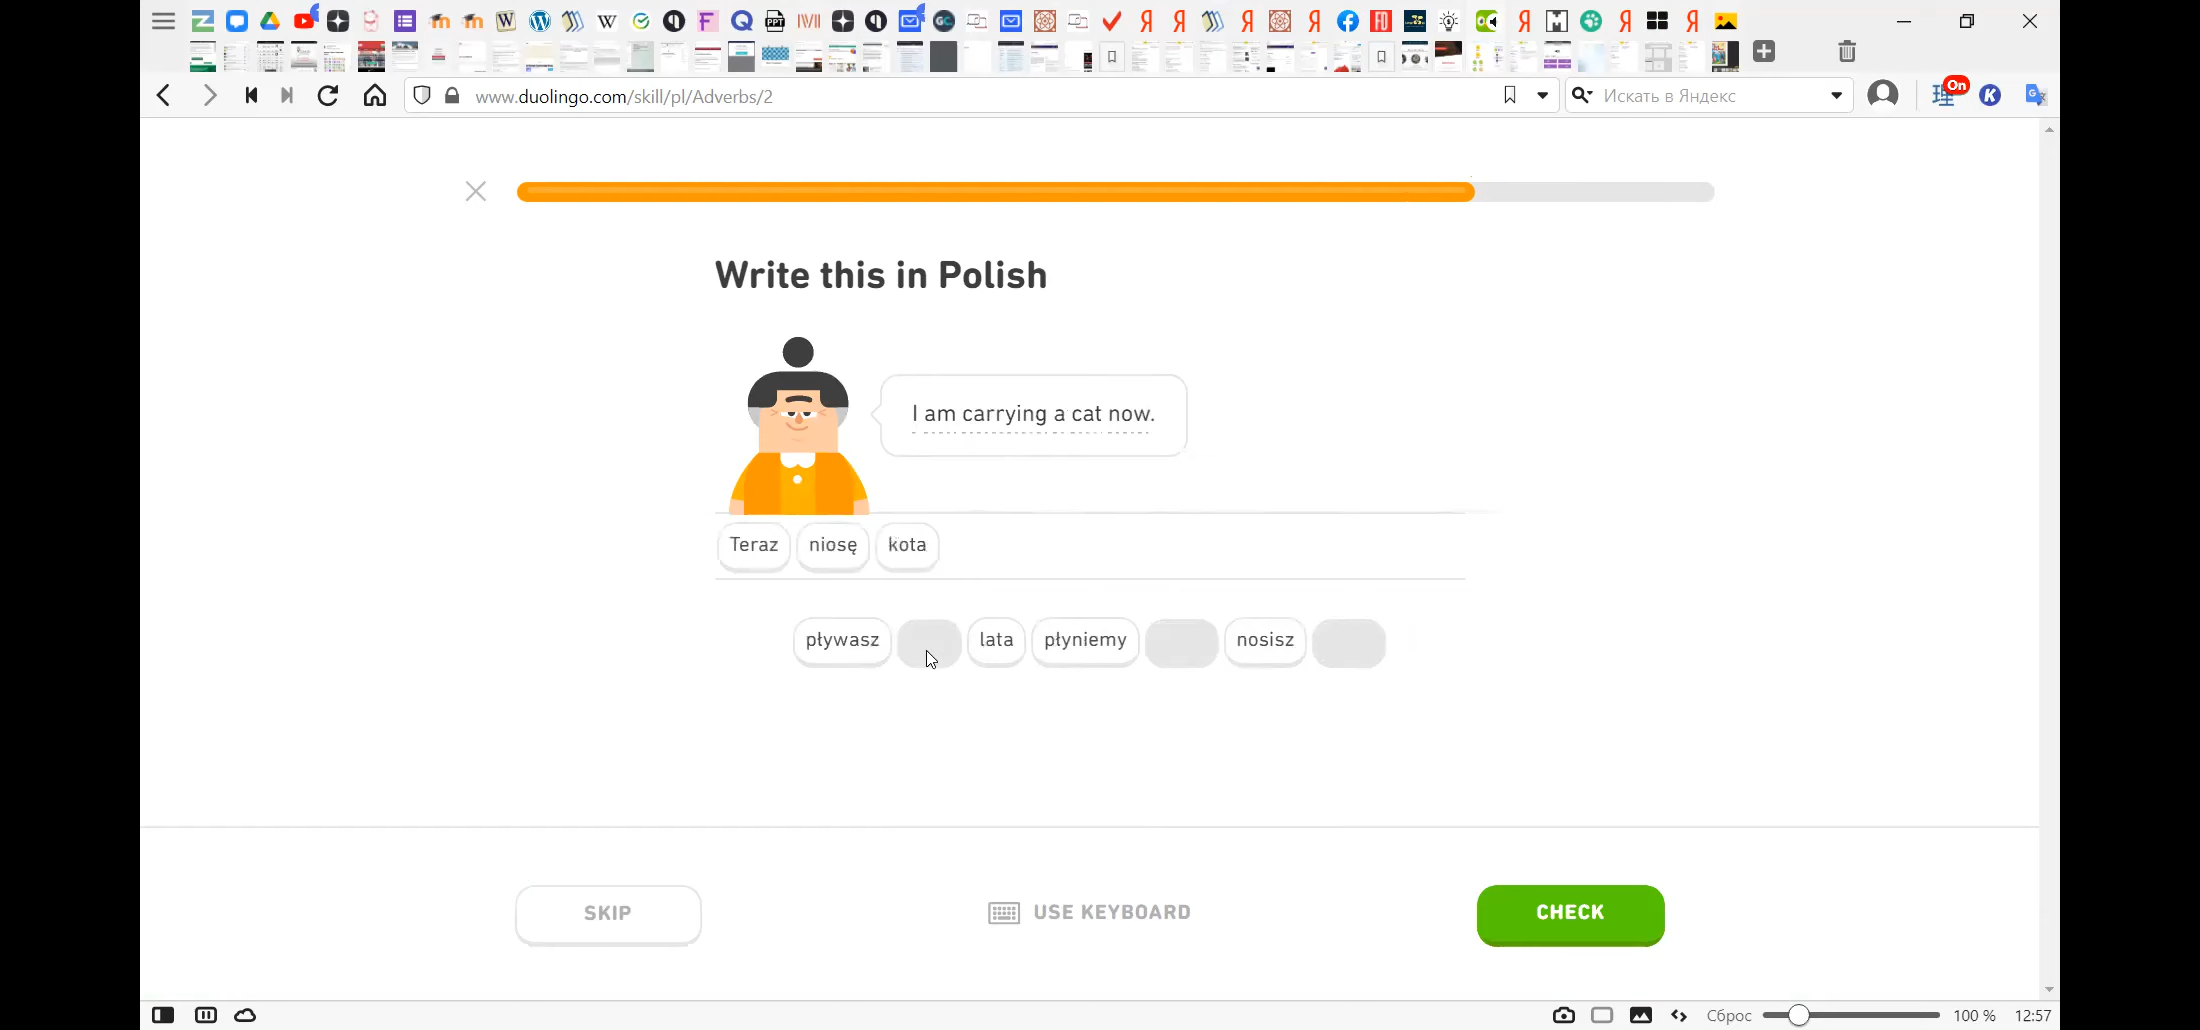 www.duolingo.com/skill/pl/Adverbs/2
Искать в Яндекс
On
Write this in Polish
I am carrying a cat now.
Teraz niosę kota
pływasz lata płyniemy nosisz
SKIP
USE KEYBOARD
CHECK
Сброс
100 %
12:57